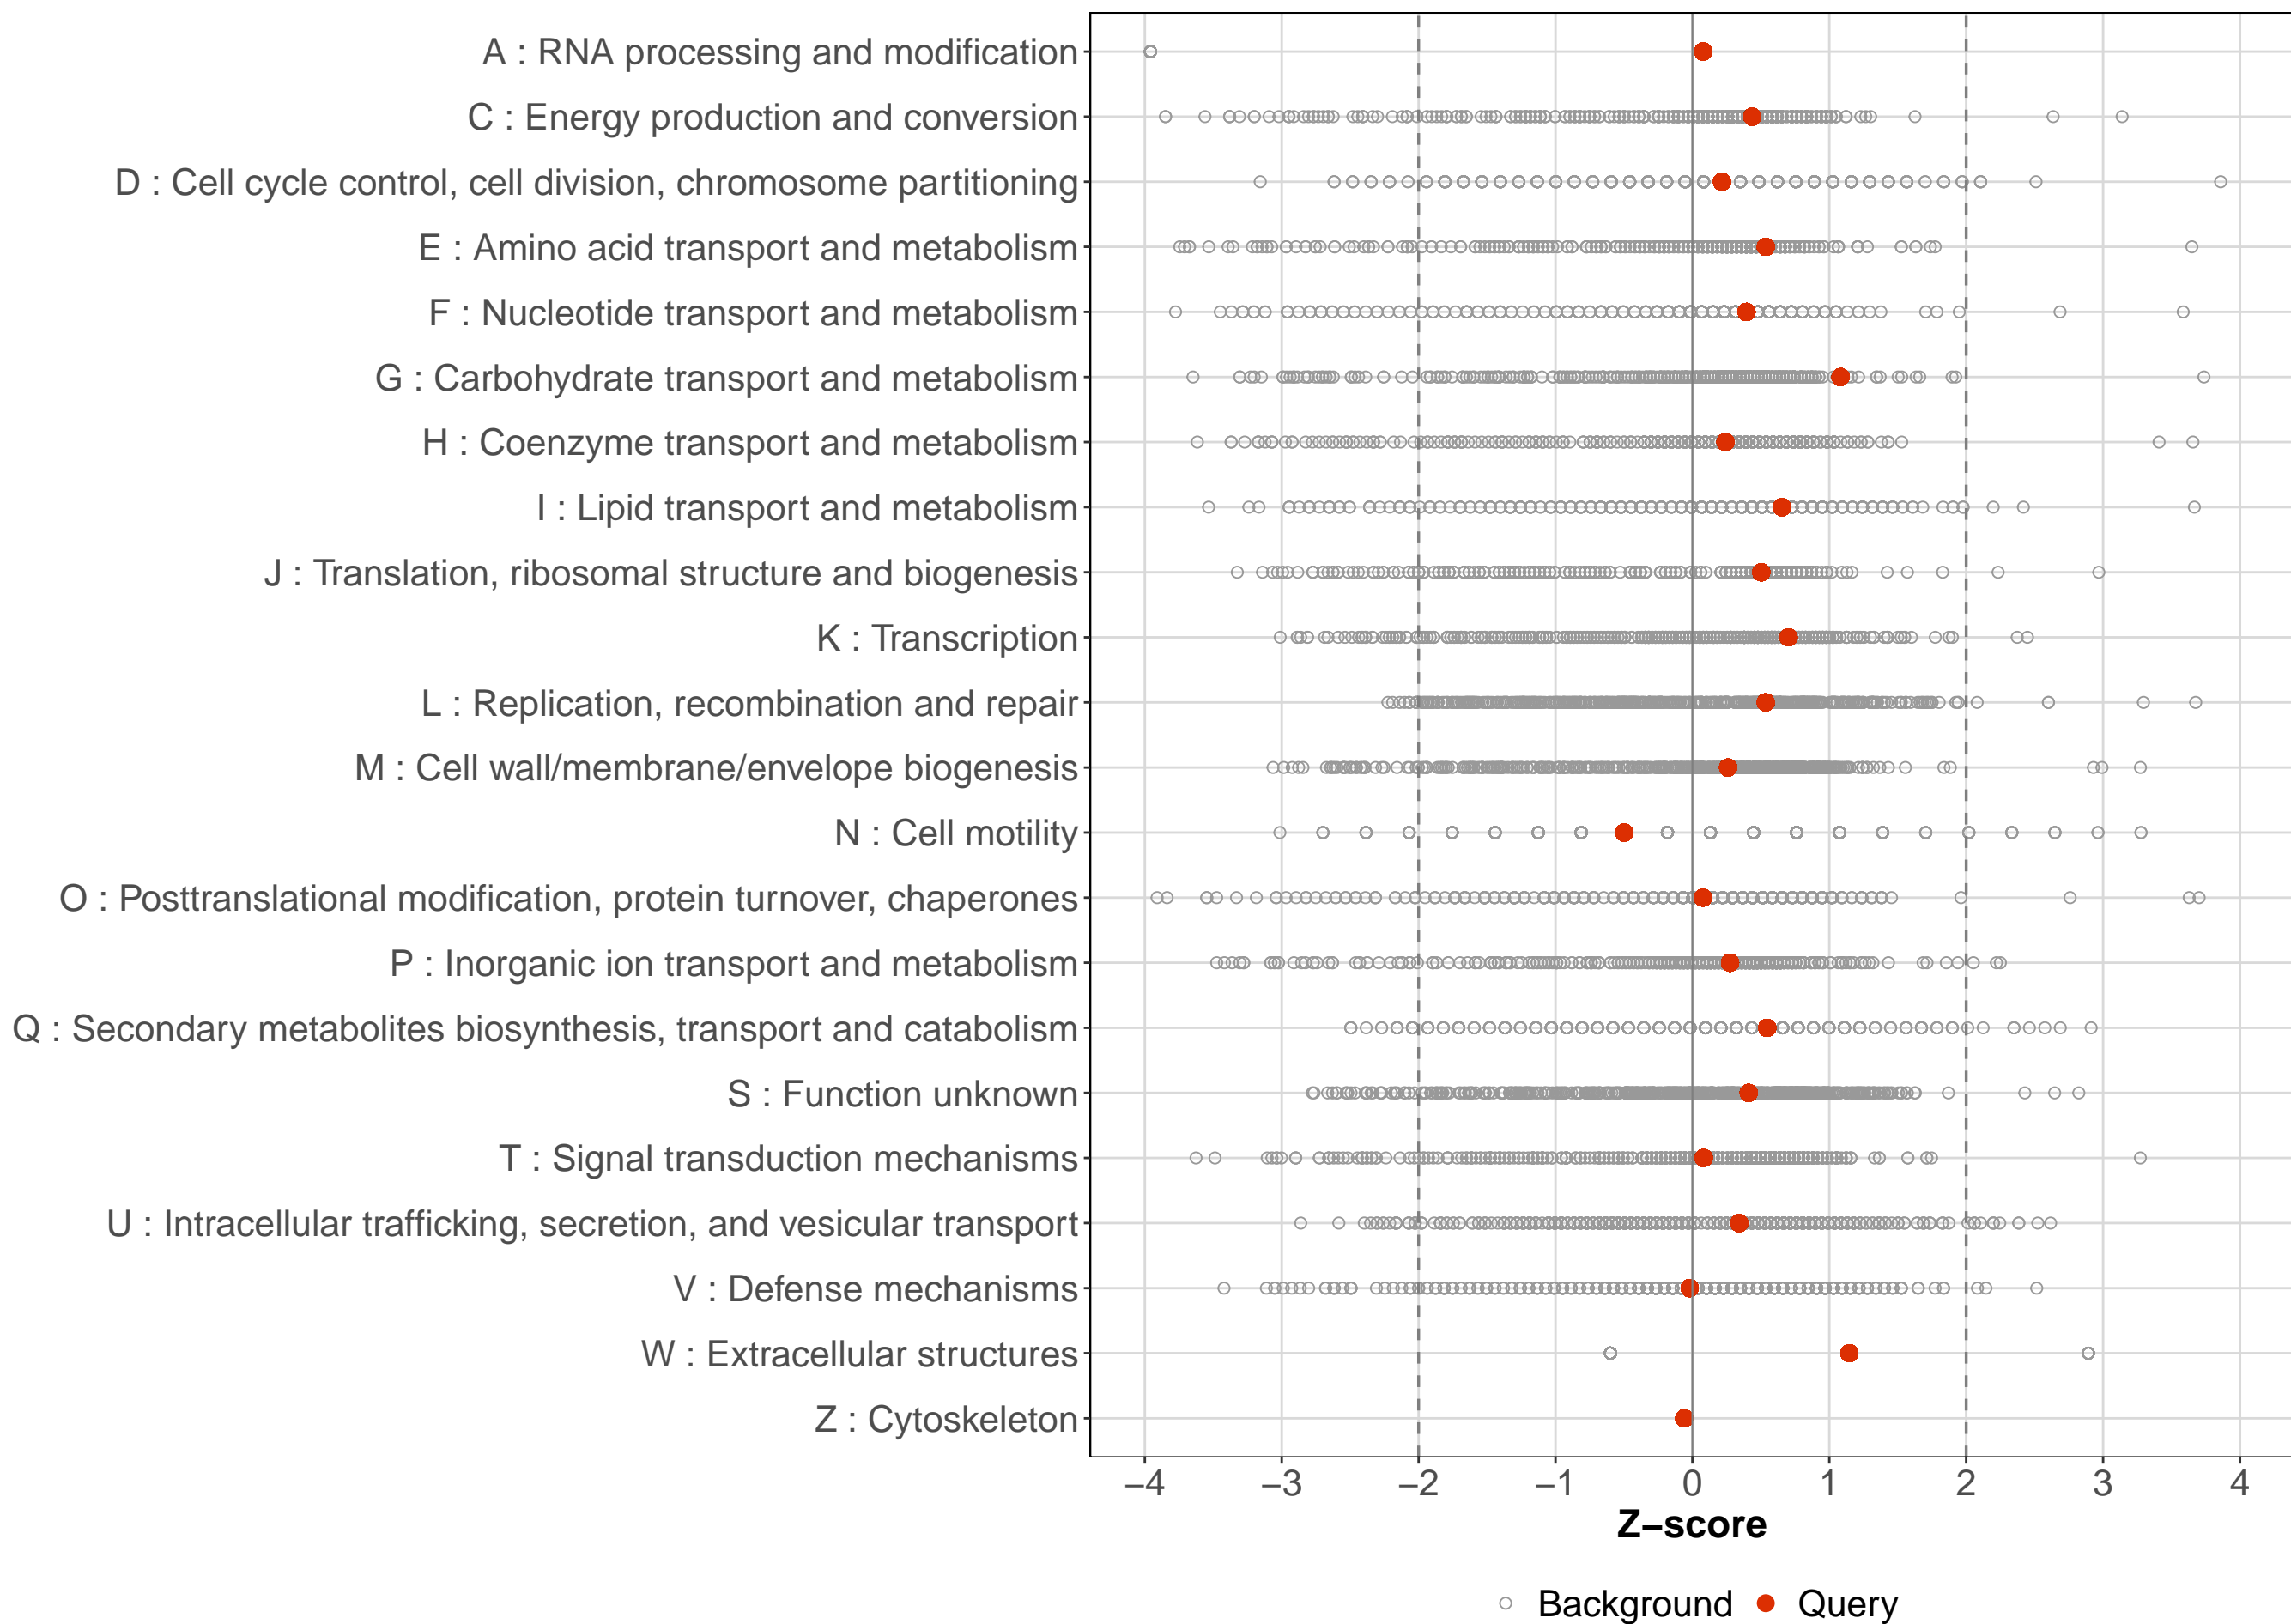 A : RNA processing and modification
C : Energy production and conversion
D : Cell cycle control, cell division, chromosome partitioning
E : Amino acid transport and metabolism
F : Nucleotide transport and metabolism
G : Carbohydrate transport and metabolism
H : Coenzyme transport and metabolism
I : Lipid transport and metabolism
J : Translation, ribosomal structure and biogenesis
K : Transcription
L : Replication, recombination and repair
M : Cell wall/membrane/envelope biogenesis
N : Cell motility
O : Posttranslational modification, protein turnover, chaperones
P : Inorganic ion transport and metabolism
Q : Secondary metabolites biosynthesis, transport and catabolism
S : Function unknown
T : Signal transduction mechanisms
U : Intracellular trafficking, secretion, and vesicular transport
V : Defense mechanisms
W : Extracellular structures
Z : Cytoskeleton
−4 −3 −2 −1 0 1 2 3 4
Z−score
Background Query